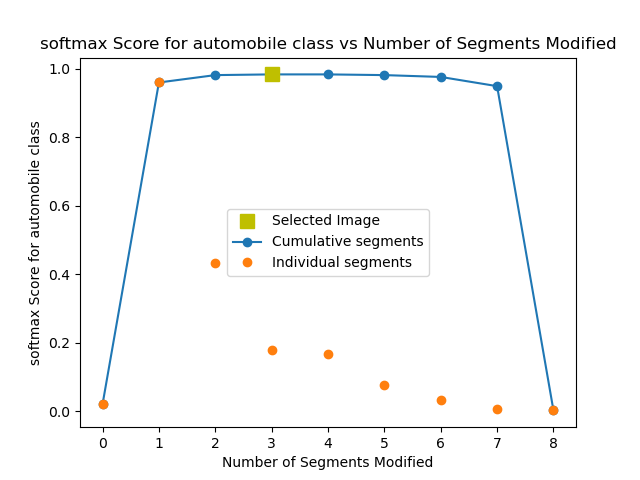 softmax Score for automobile class vs Number of Segments Modified
softmax Score for automobile class
1.0
0.8
0.6
0.4
0.2
0.0
Selected Image
Cumulative segments
Individual segments
0 1 2 3 4 5 6 7 8
Number of Segments Modified